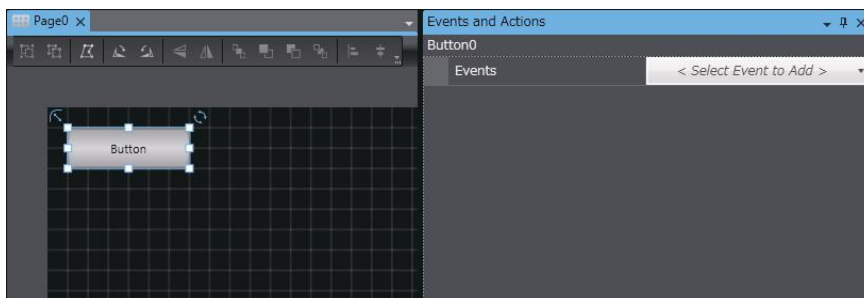 Page0
Events and Actions
Button0
Events
< Select Event to Add >
Button